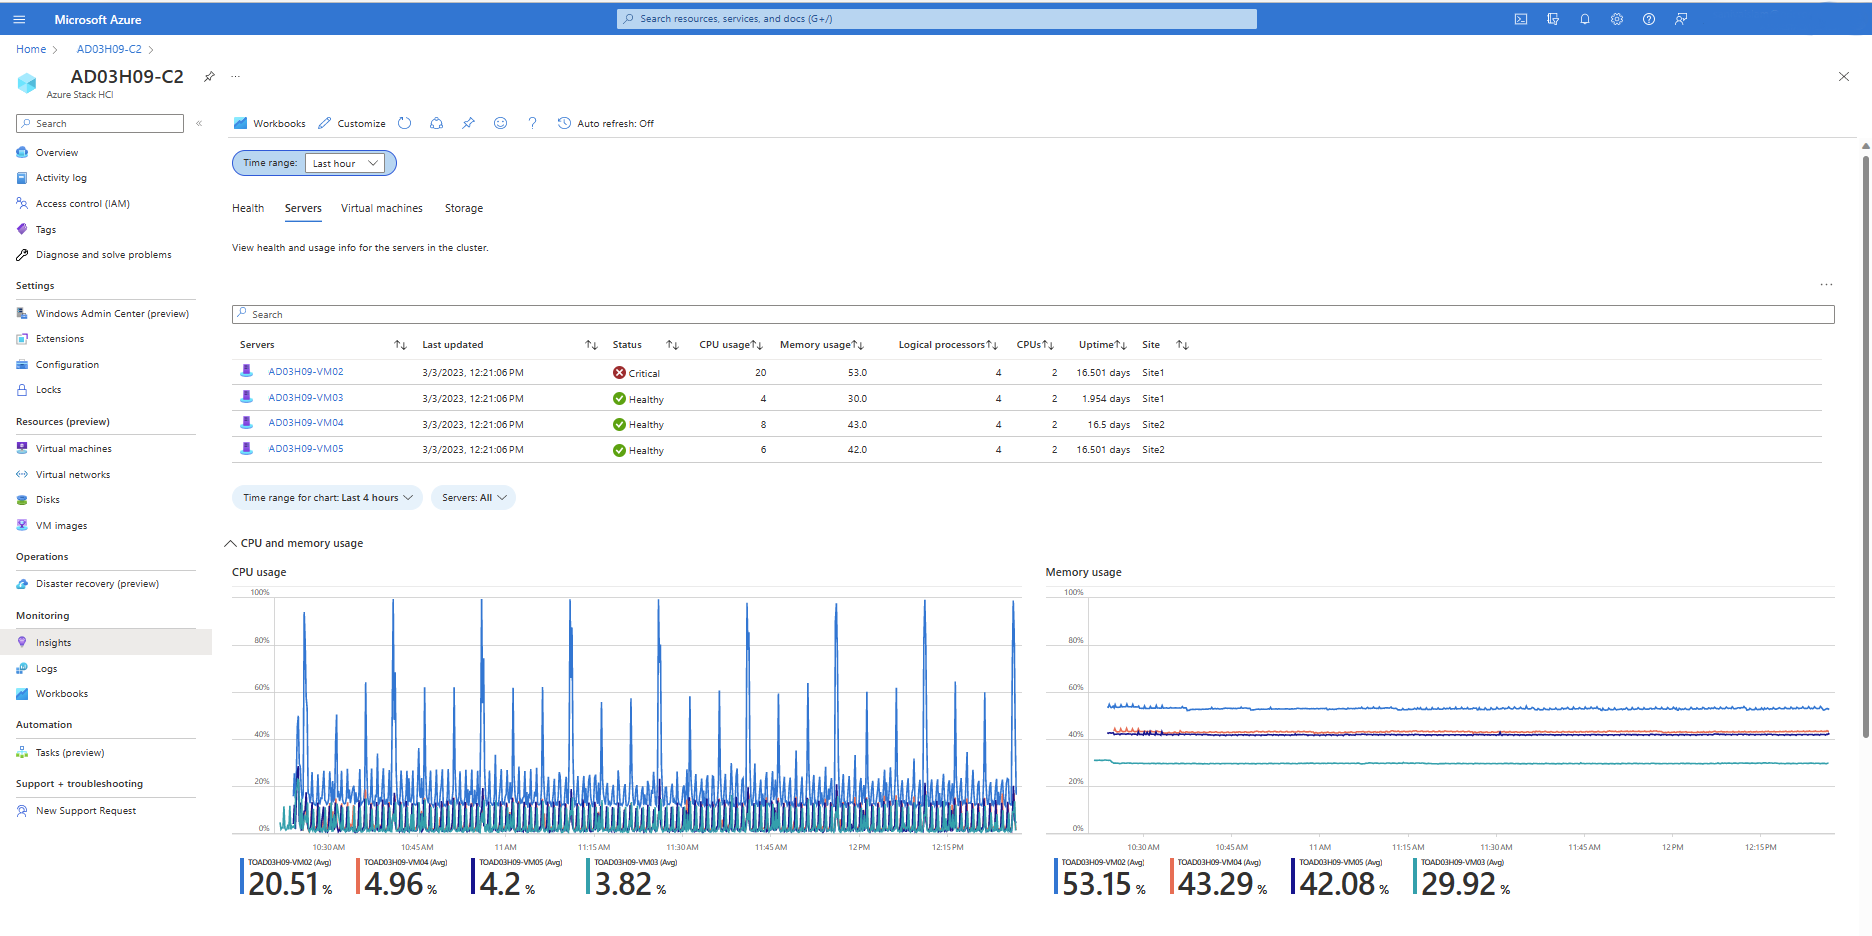 Microsoft Azure
Search resources, services, and docs (G+/)
Home
AD03H09-C2
AD03H09-C2
...
Azure Stack HCI
Search
«
Workbooks
Customize
Auto refresh: Off
Overview
Activity log
Access control (IAM)
Tags
Diagnose and solve problems
Settings
Windows Admin Center (preview)
Extensions
Configuration
Locks
Resources (preview)
Virtual machines
Virtual networks
Disks
VM images
Operations
Disaster recovery (preview)
Monitoring
Insights
Logs
Workbooks
Automation
Tasks (preview)
Support + troubleshooting
New Support Request
Time range: Last hour
Health Servers Virtual machines Storage
View health and usage info for the servers in the cluster.
...
Search
Servers Last updated Status CPU usage Memory usage Logical processors CPUs Uptime Site
AD03H09-VM02 3/3/2023, 12:21:06 PM Critical 20 53.0 4 2 16.501 days Site1
AD03H09-VM03 3/3/2023, 12:21:06 PM Healthy 4 30.0 4 2 1.954 days Site1
AD03H09-VM04 3/3/2023, 12:21:06 PM Healthy 8 43.0 4 2 16.5 days Site2
AD03H09-VM05 3/3/2023, 12:21:06 PM Healthy 6 42.0 4 2 16.501 days Site2
Time range for chart: Last 4 hours Servers: All
CPU and memory usage
CPU usage
100%
80%
60%
40%
20%
0%
10:30 AM 10:45 AM 11 AM 11:15 AM 11:30 AM 11:45 AM 12 PM 12:15 PM
TOAD03H09-VM02 (Avg) TOAD03H09-VM04 (Avg) TOAD03H09-VM05 (Avg) TOAD03H09-VM03 (Avg)
20.51 % 4.96 % 4.2 % 3.82 %
Memory usage
100%
80%
60%
40%
20%
0%
10:30 AM 10:45 AM 11 AM 11:15 AM 11:30 AM 11:45 AM 12 PM 12:15 PM
TOAD03H09-VM02 (Avg) TOAD03H09-VM04 (Avg) TOAD03H09-VM05 (Avg) TOAD03H09-VM03 (Avg)
53.15 % 43.29 % 42.08 % 29.92 %